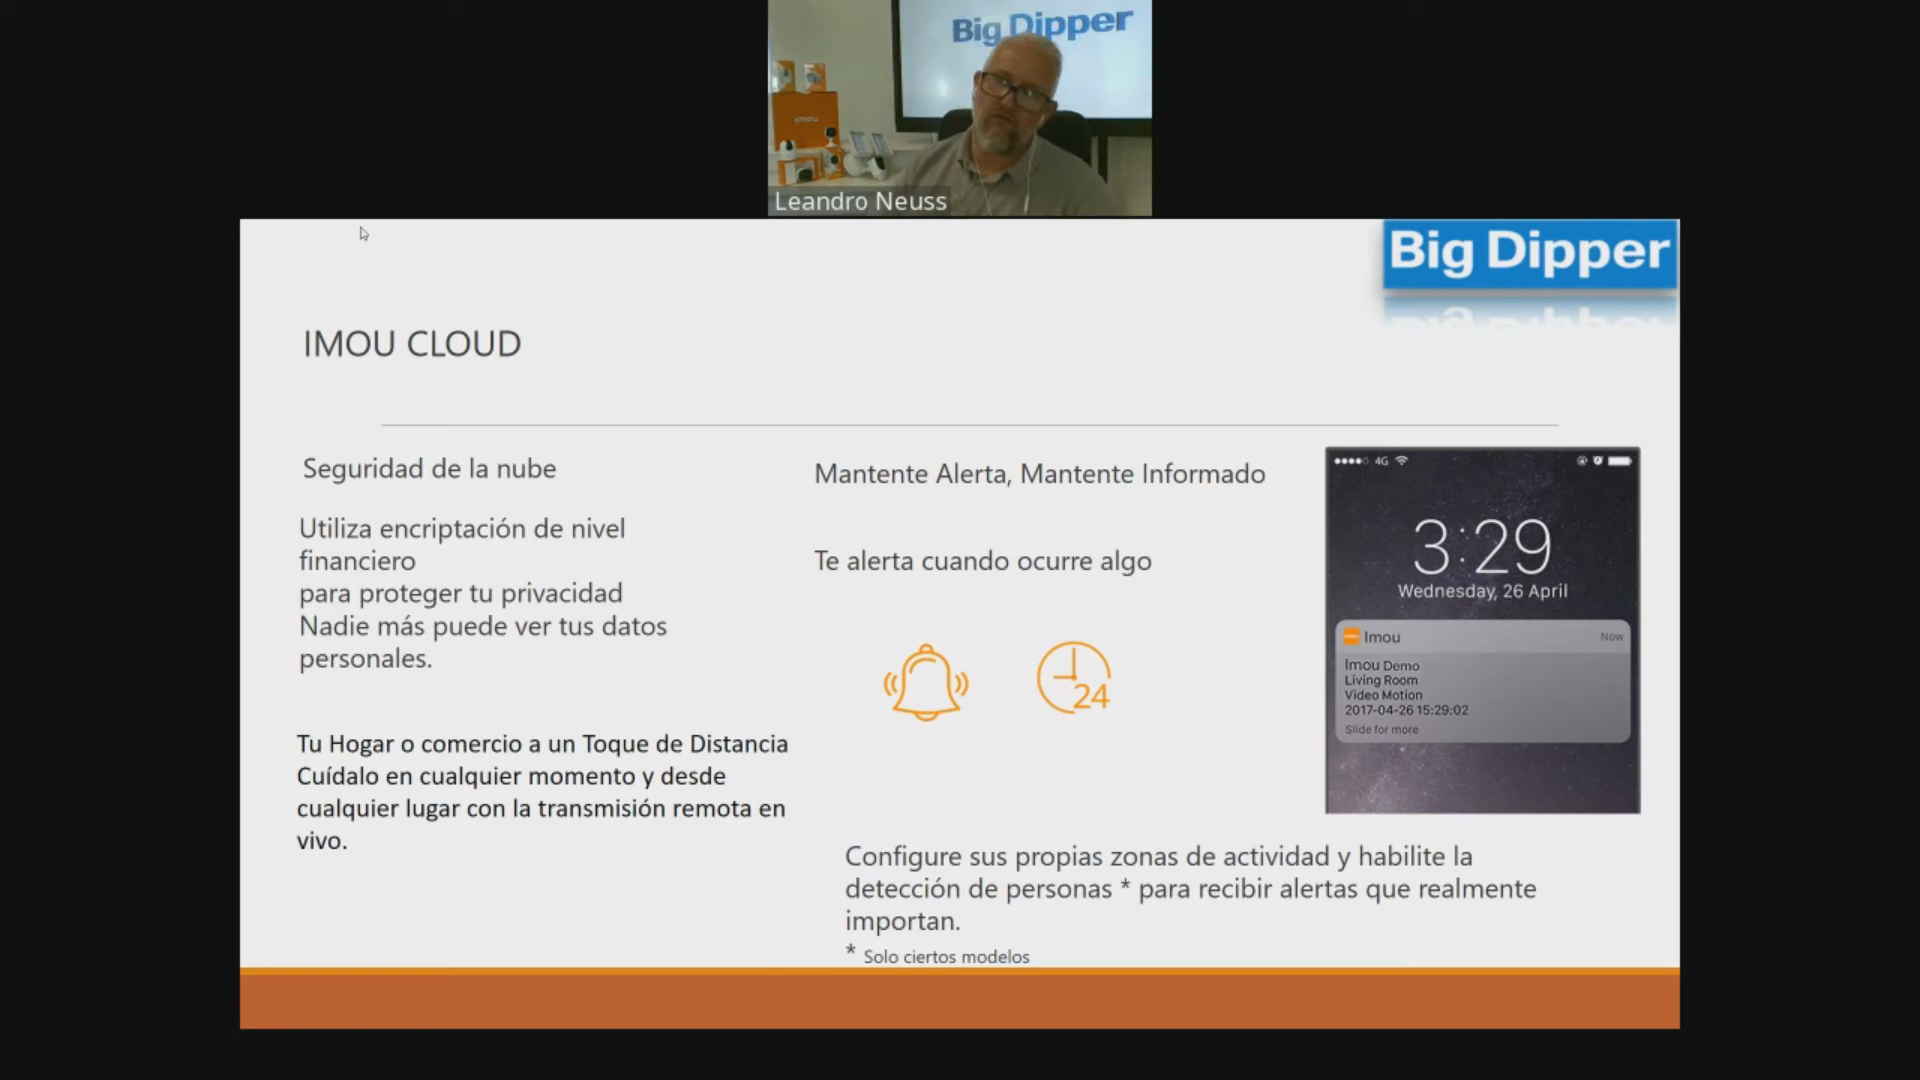 Big Dipper
imou
Leandro Neuss
Big Dipper
IMOU CLOUD
Seguridad de la nube
Utiliza encriptación de nivel
financiero
para proteger tu privacidad
Nadie más puede ver tus datos
personales.
Tu Hogar o comercio a un Toque de Distancia
Cuídalo en cualquier momento y desde
cualquier lugar con la transmisión remota en
vivo.
Mantente Alerta, Mantente Informado
Te alerta cuando ocurre algo
24
4G
3:29
Wednesday, 26 April
Imou Now
Imou Demo
Living Room
Video Motion
2017-04-26 15:29:02
Slide for more
Configure sus propias zonas de actividad y habilite la
detección de personas * para recibir alertas que realmente
importan.
* Solo ciertos modelos